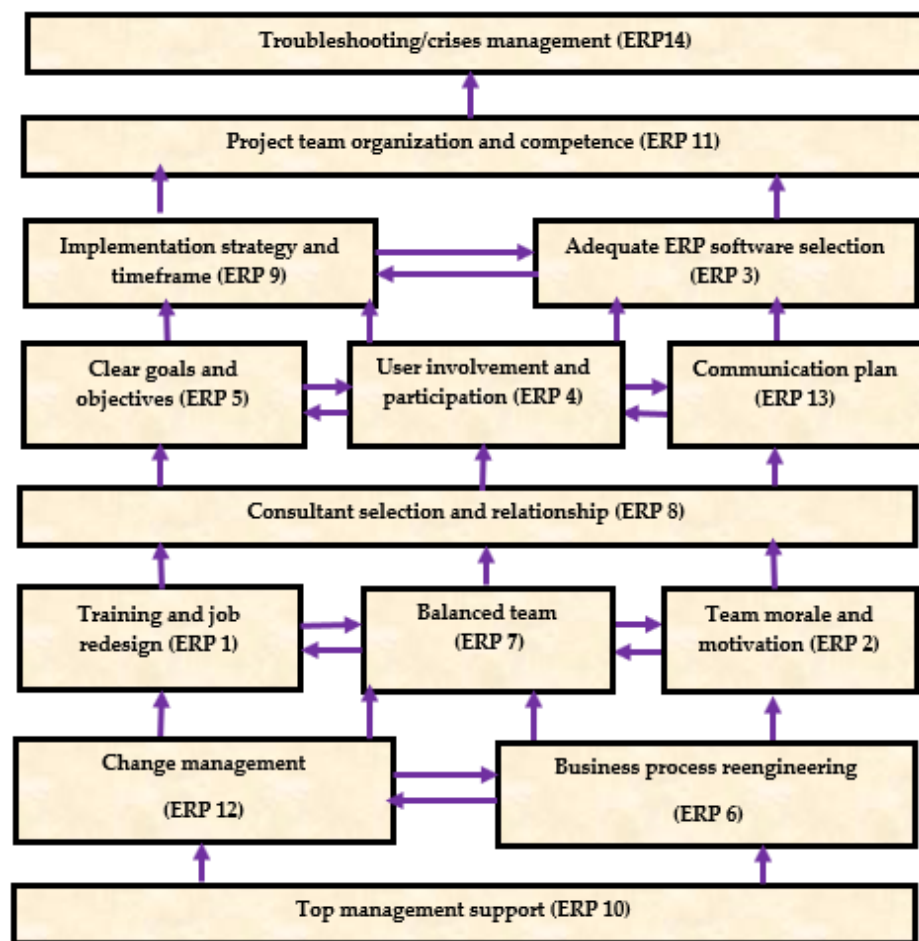 Troubleshooting/crises management (ERP14)
Project team organization and competence (ERP 11)
Implementation strategy and
timeframe (ERP 9)
Adequate ERP software selection
(ERP 3)
Clear goals and
objectives (ERP 5)
User involvement and
participation (ERP 4)
Communication plan
(ERP 13)
Consultant selection and relationship (ERP 8)
Training and job
redesign (ERP 1)
Balanced team
(ERP 7)
Team morale and
motivation (ERP 2)
Change management
(ERP 12)
Business process reengineering
(ERP 6)
Top management support (ERP 10)